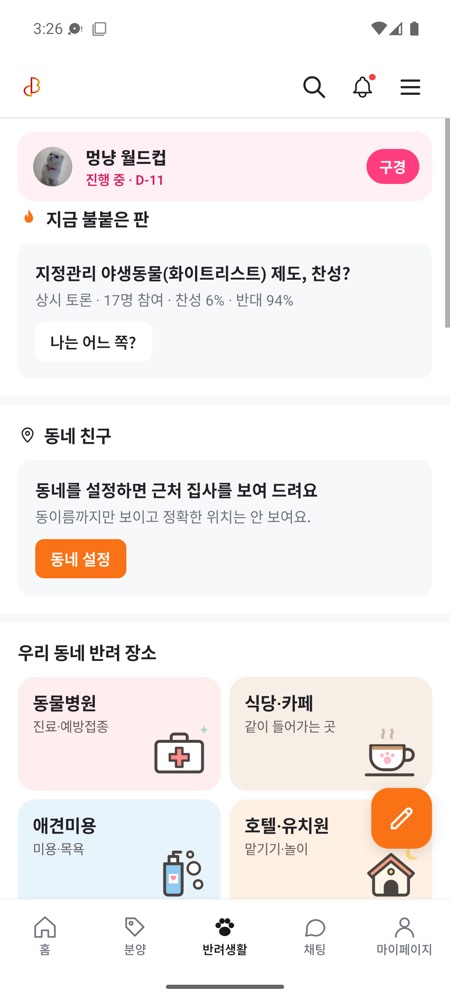 3:26
멍냥 월드컵
진행 중 · D-11
구경
지금 불붙은 판
지정관리 야생동물(화이트리스트) 제도, 찬성?
상시 토론 · 17명 참여 · 찬성 6% · 반대 94%
나는 어느 쪽?
동네 친구
동네를 설정하면 근처 집사를 보여 드려요
동이름까지만 보이고 정확한 위치는 안 보여요.
동네 설정
우리 동네 반려 장소
동물병원
진료·예방접종
식당·카페
같이 들어가는 곳
애견미용
미용·목욕
호텔·유치원
맡기기·놀이
홈
분양
반려생활
채팅
마이페이지